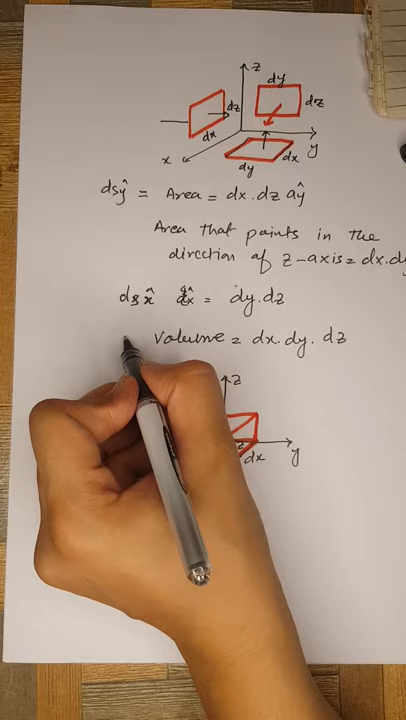 z
dy
dz
dz
dx
dx
x
y
dy
dsŷ = Area = dx.dz aŷ
Area that points in the
direction of z-axis = dx.dy
ds x̂ = dy.dz
Volume = dx.dy.dz
z
y
dx